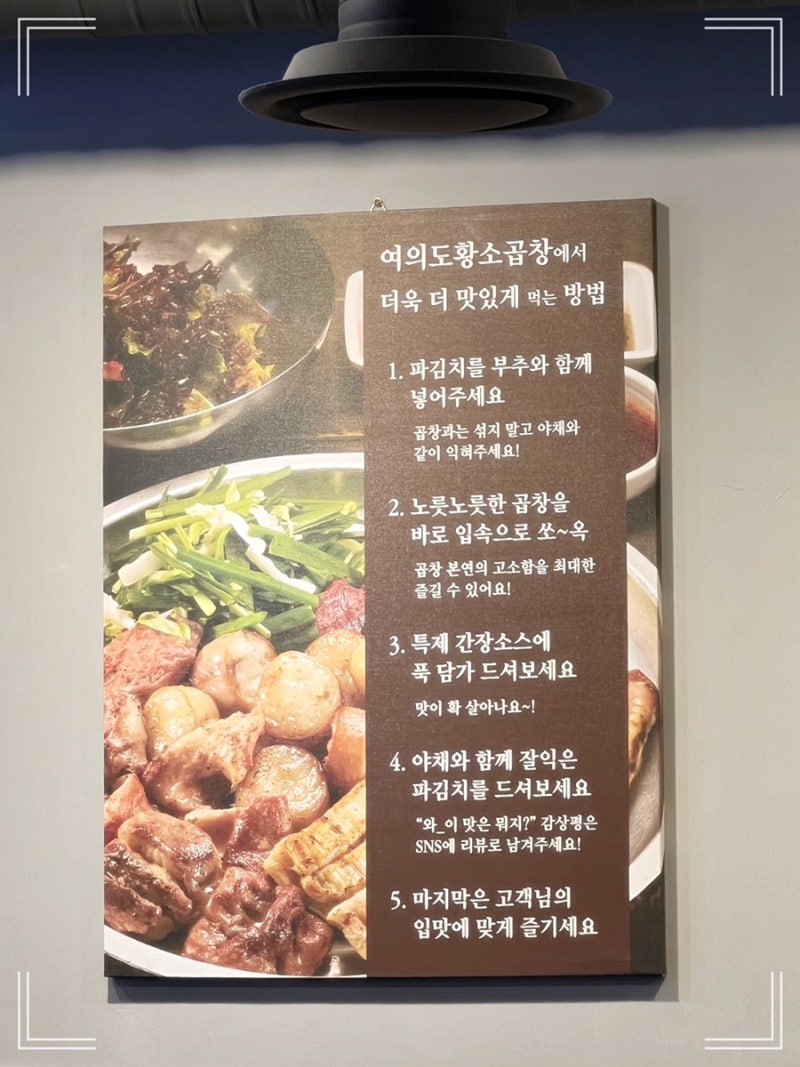 여의도황소곱창에서
더욱 더 맛있게 먹는 방법
1. 파김치를 부추와 함께
넣어주세요
곱창과는 섞지 말고 야채와
같이 익혀주세요!
2. 노릇노릇한 곱창을
바로 입속으로 쏘~옥
곱창 본연의 고소함을 최대한
즐길 수 있어요!
3. 특제 간장소스에
푹 담가 드셔보세요
맛이 확 살아나요~!
4. 야채와 함께 잘익은
파김치를 드셔보세요
“와_이 맛은 뭐지?” 감상평은
SNS에 리뷰로 남겨주세요!
5. 마지막은 고객님의
입맛에 맞게 즐기세요